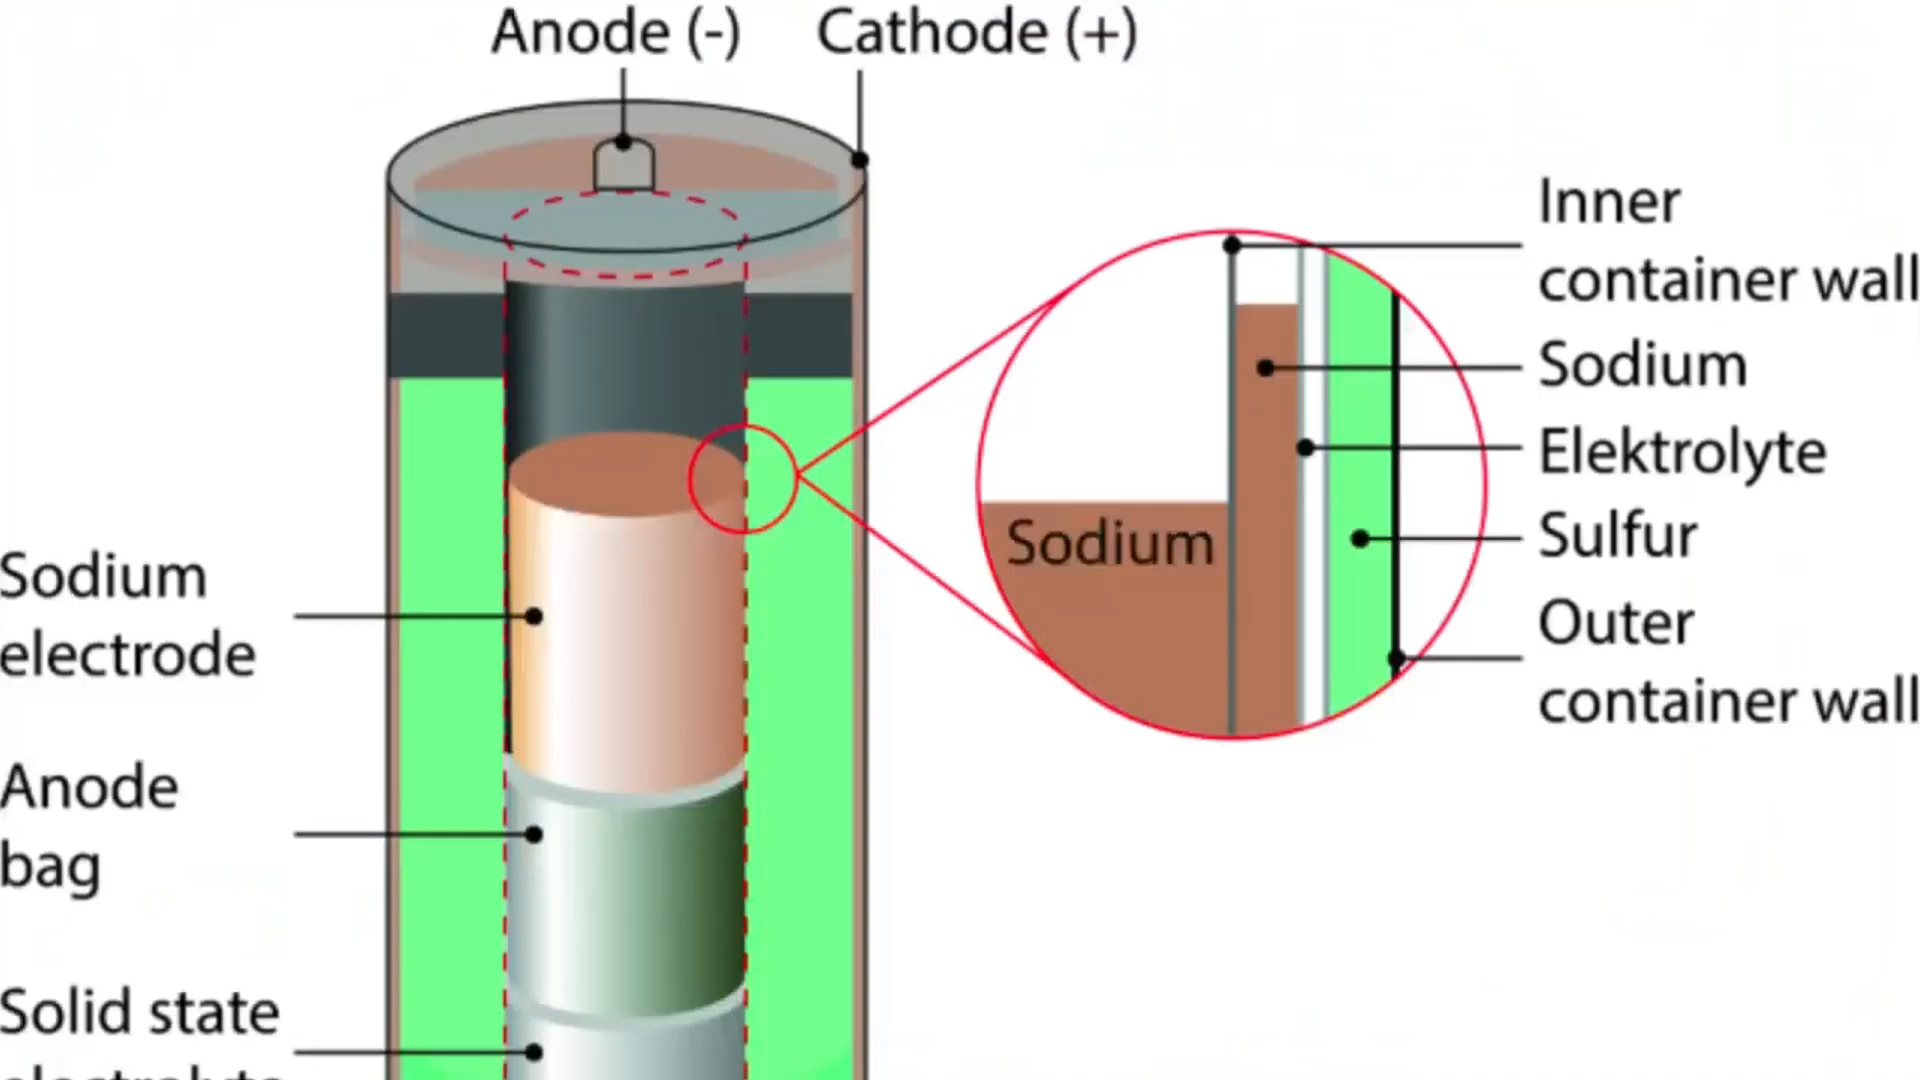 Anode (-)
Cathode (+)
Inner
container wall
Sodium
Elektrolyte
Sulfur
Outer
container wall
Sodium
Sodium
electrode
Anode
bag
Solid state